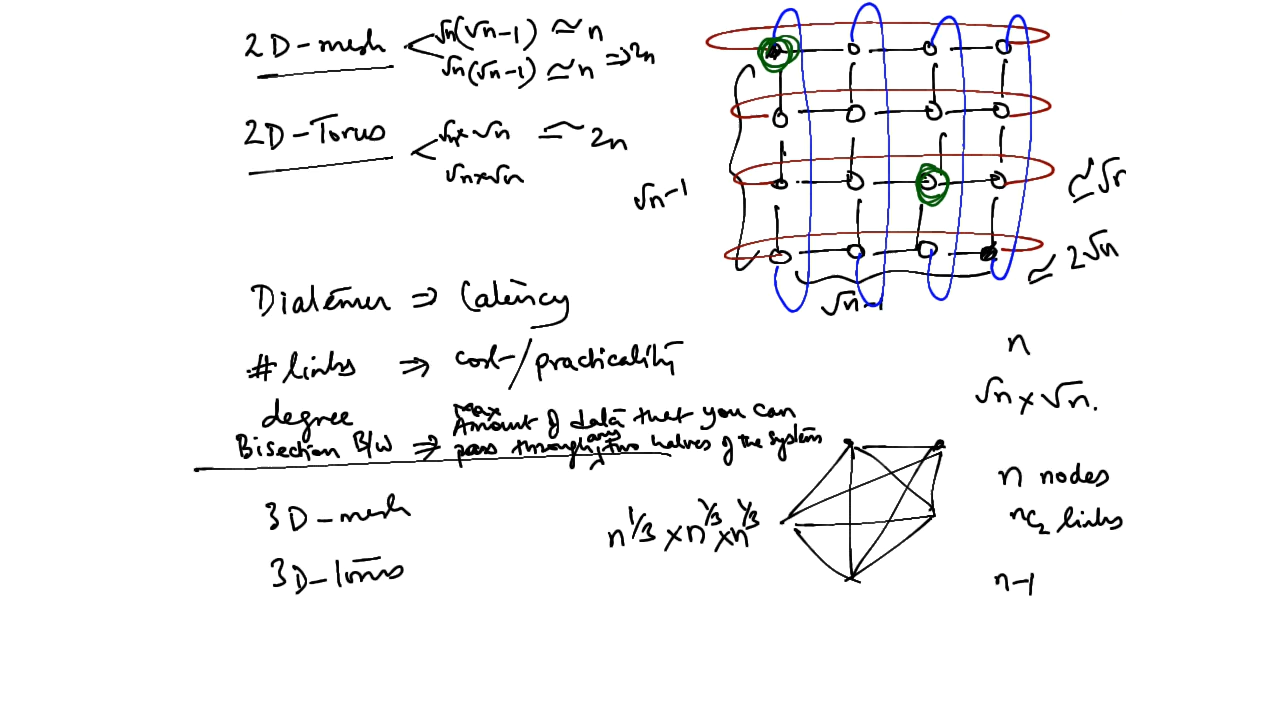 2D-mesh √n(√n-1) ≃ n
√n(√n-1) ≃ n ⇒ 2n
2D-Torus √n×√n ≃ 2n
√n×√n
√n-1
≃√n
≃ 2√n
√n-1
Diatemer ⇒ Latency
# links ⇒ cost/practicality
degree
Bisection B/W ⇒ Max Amount of data that you can
pass through any two halves of the system
n
√n × √n.
3D-mesh
3D-torus
n^1/3 × n^1/3 × n^1/3
n nodes
nC2 links
n-1